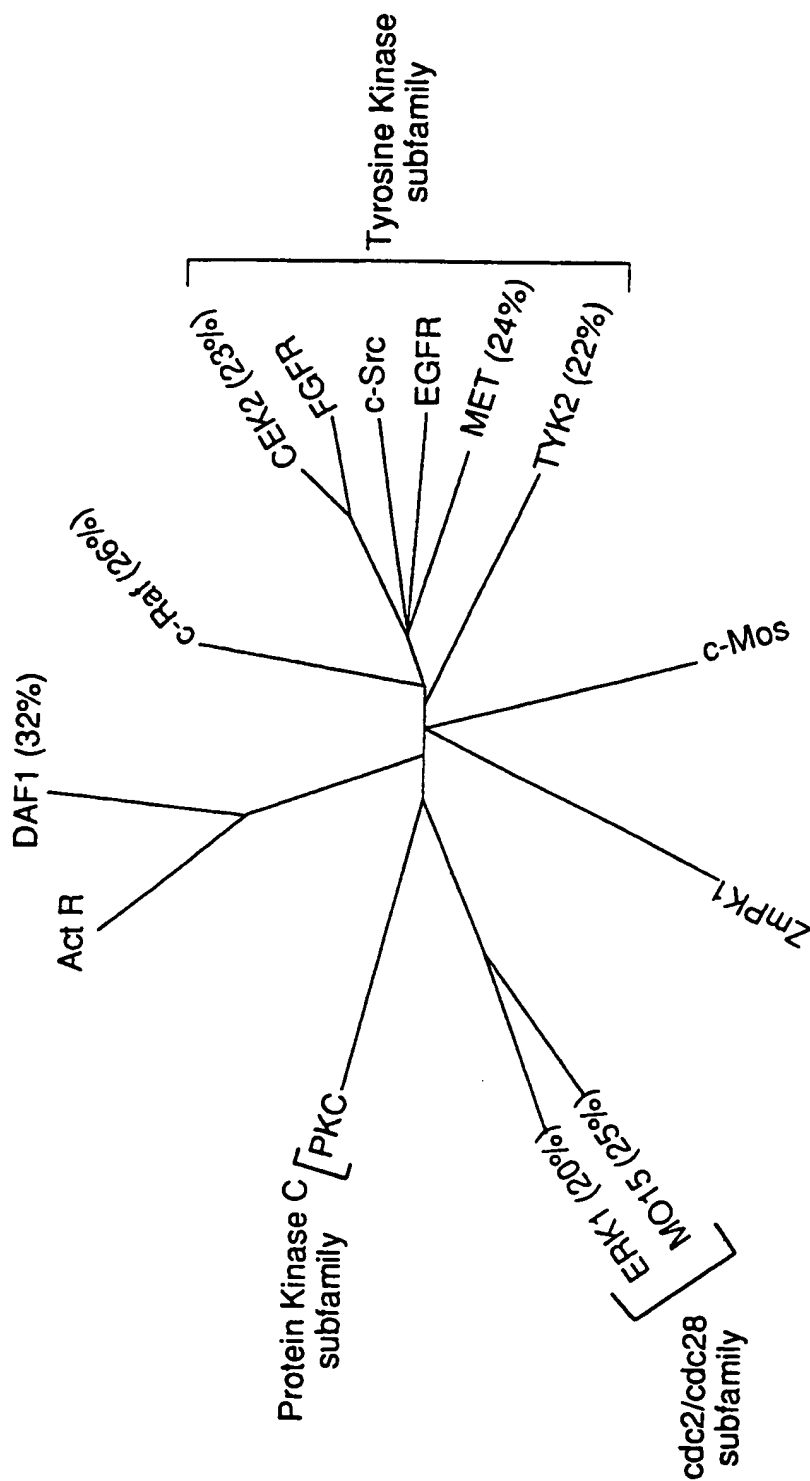 DAF1 (32%)
Act R
c-Raf (26%)
CEK2 (23%)
FGFR
c-Src
EGFR
MET (24%)
TYK2 (22%)
Tyrosine Kinase
subfamily
c-Mos
ZmPK1
Protein Kinase C
subfamily
PKC
ERK1 (20%)
MO15 (25%)
cdc2/cdc28
subfamily